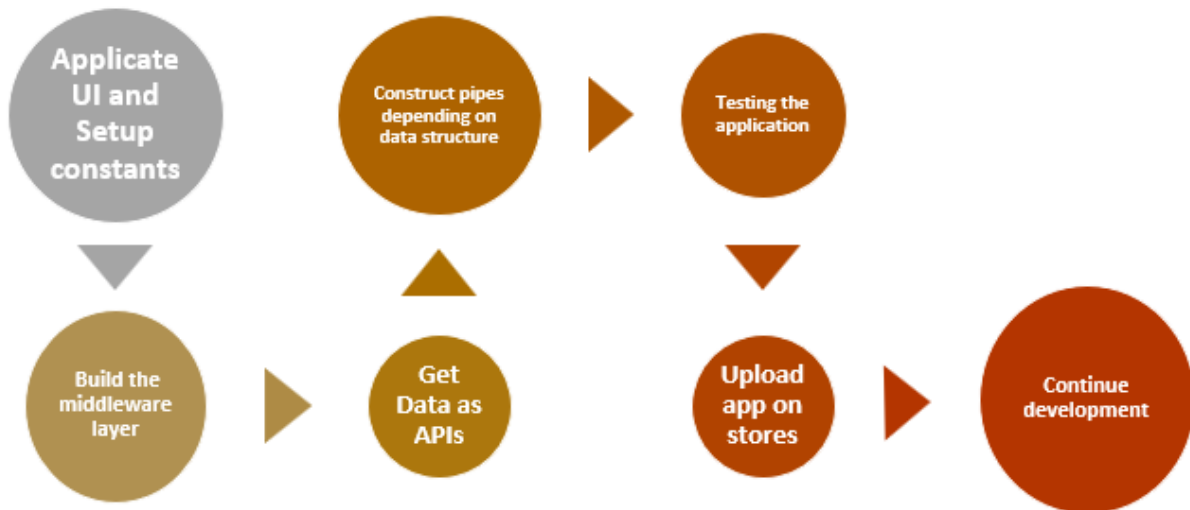 Applicate
UI and
Setup
constants
Build the
middleware
layer
Get
Data as
APIs
Construct pipes
depending on
data structure
Testing the
application
Upload
app on
stores
Continue
development